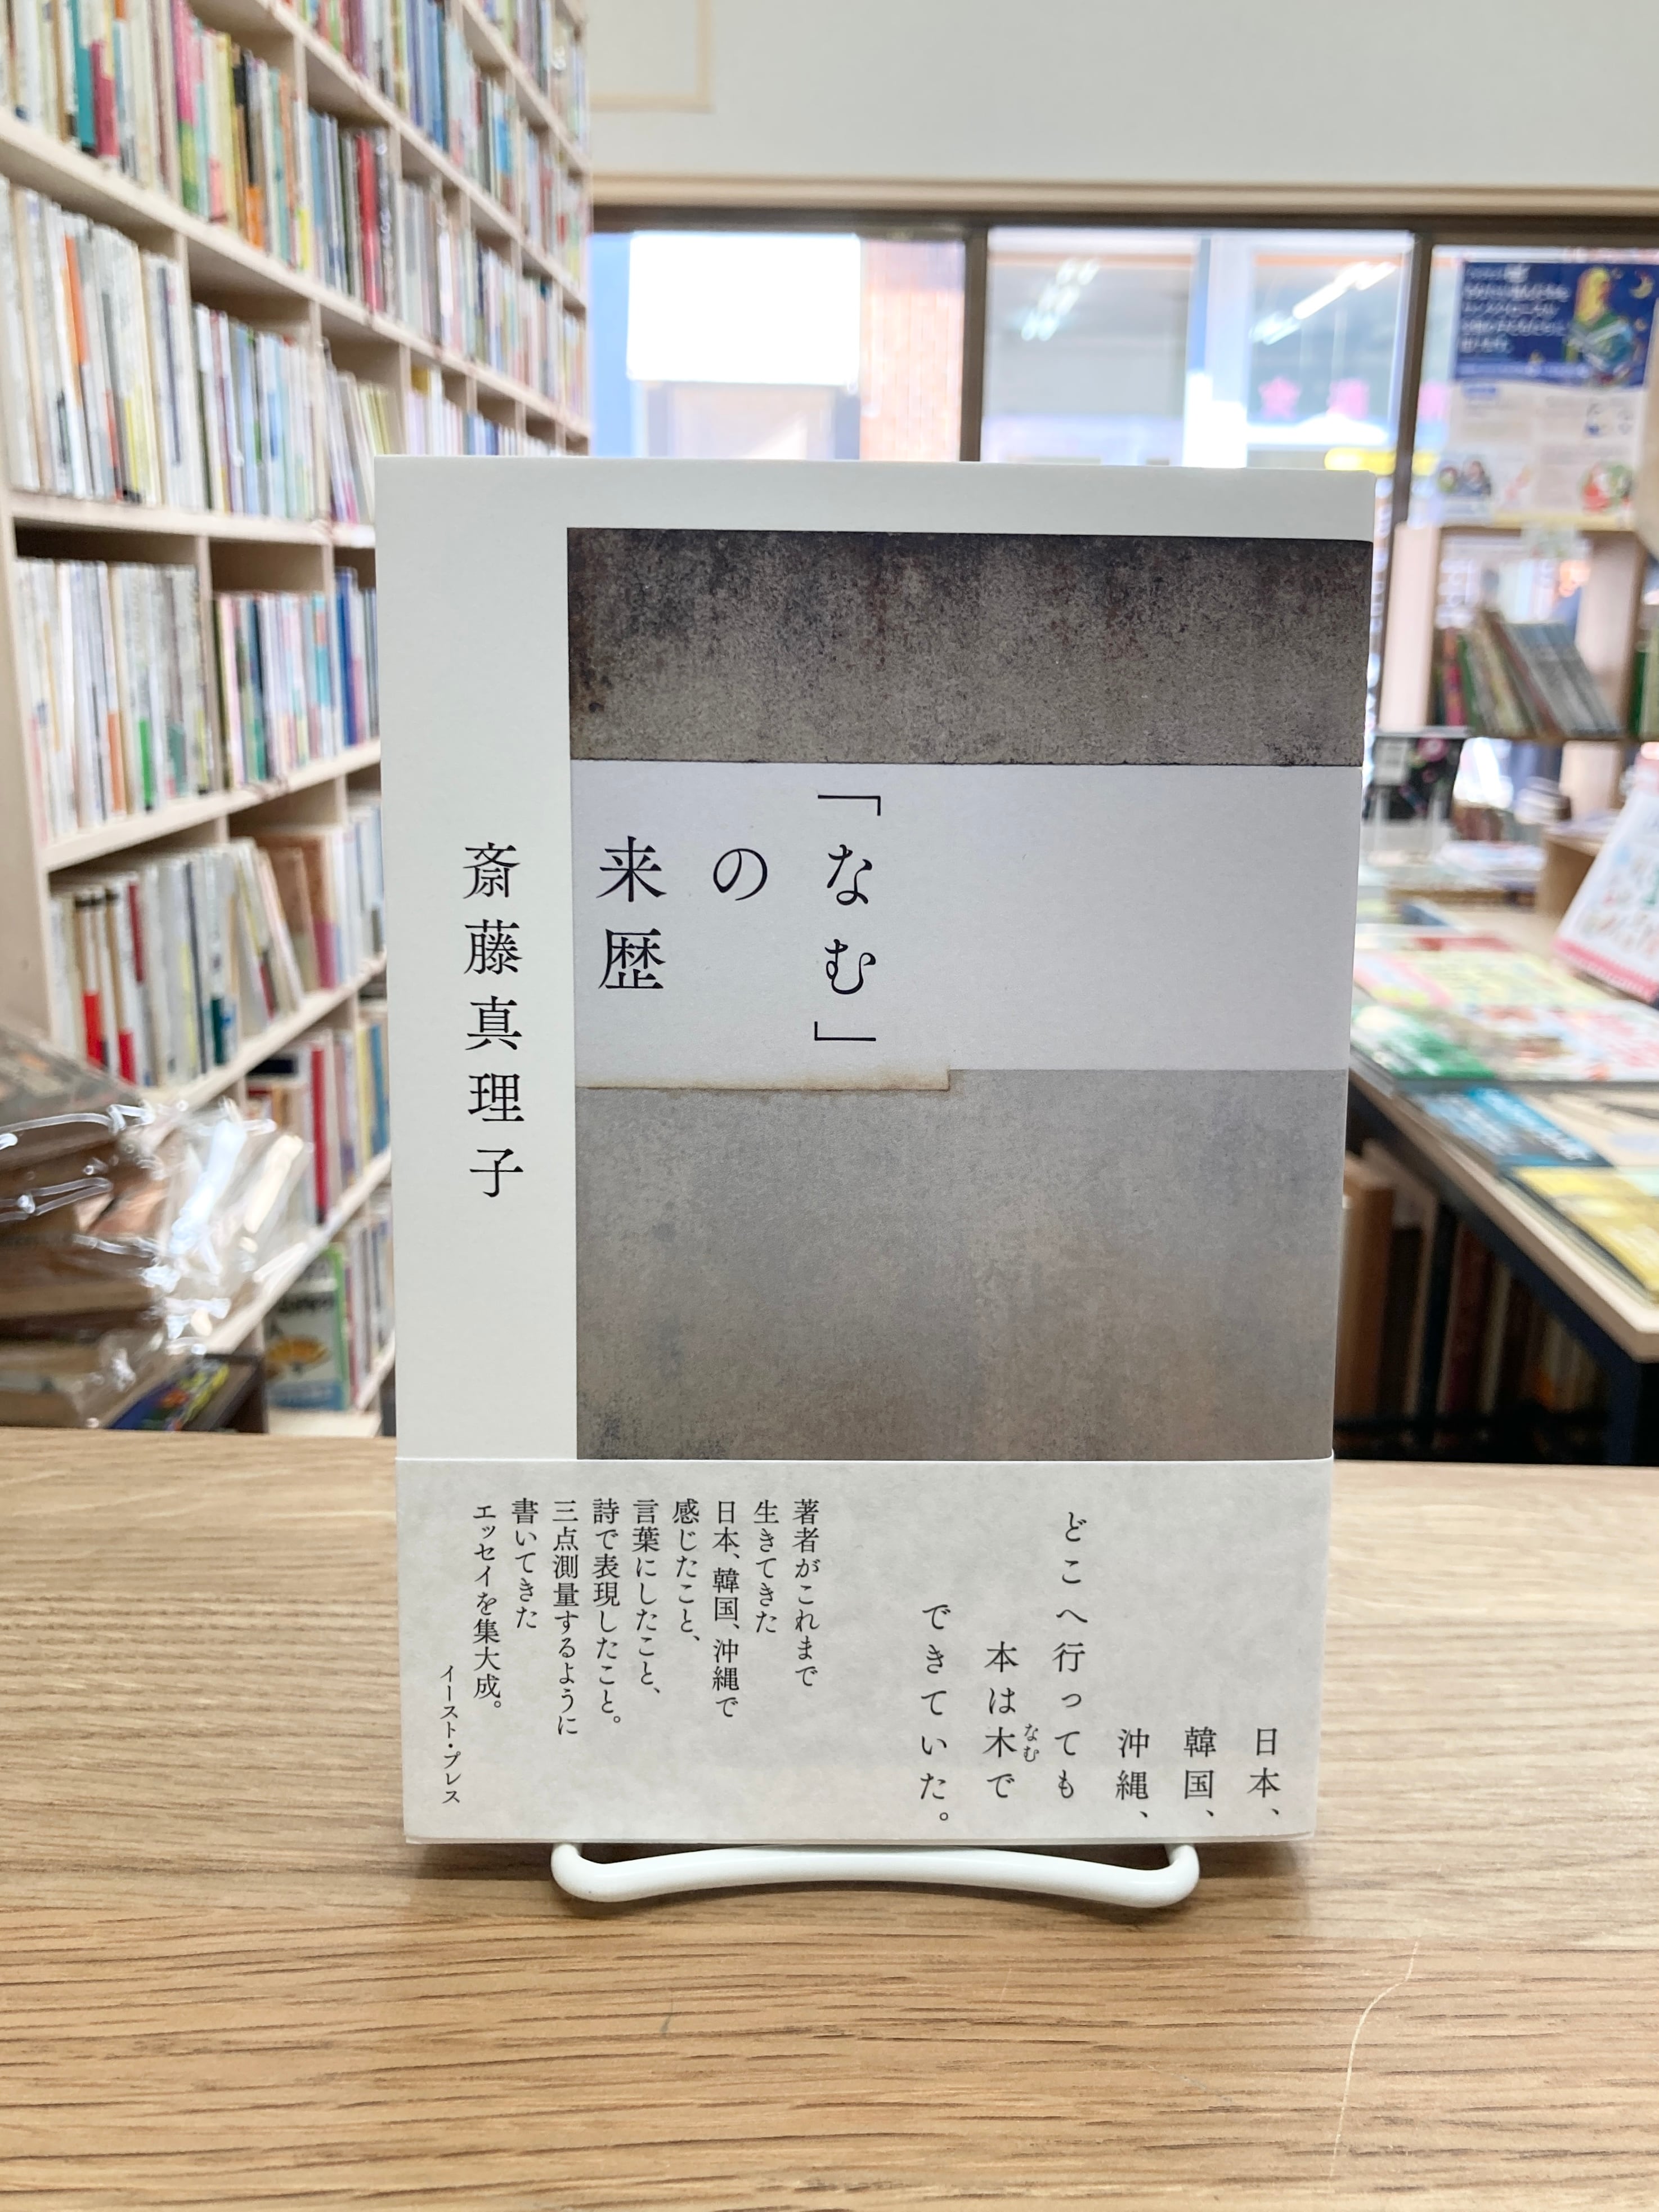 「なむ」
の
来歴
斎藤真理子
日本、
韓国、
沖縄、
どこへ行っても
本は木で
なむ
できていた。
著者がこれまで
生きてきた
日本、韓国、沖縄で
感じたこと、
言葉にしたこと、
詩で表現したこと。
三点測量するように
書いてきた
エッセイを集大成。
イースト・プレス